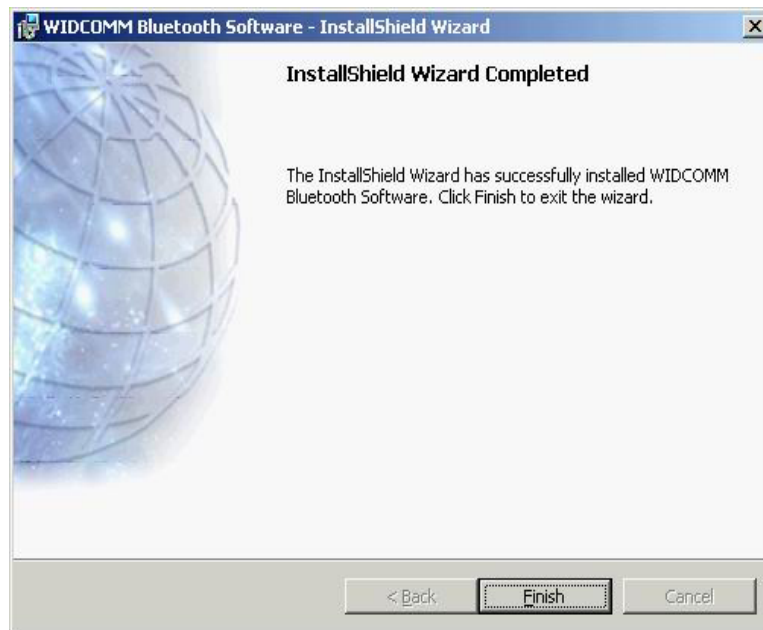 WIDCOMM Bluetooth Software - InstallShield Wizard
InstallShield Wizard Completed
The InstallShield Wizard has successfully installed WIDCOMM
Bluetooth Software. Click Finish to exit the wizard.
< Back
Finish
Cancel